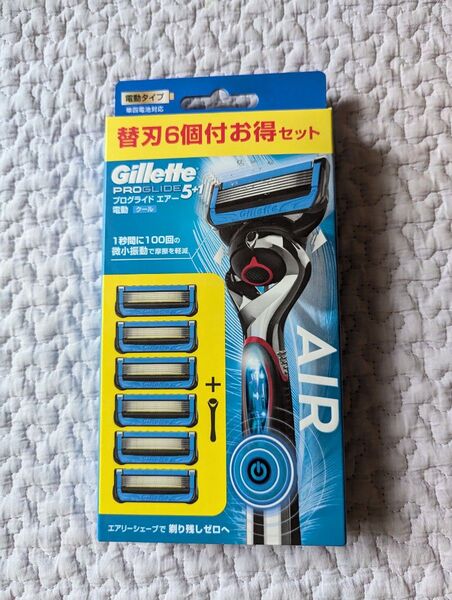 電動タイプ
単四電池対応
替刃6個付お得セット
Gillette
PROGLIDE 5+1
プログライド エアー
電動 クール
1秒間に100回の
微小振動で摩擦を軽減
Gillette
+
AIR
エアリーシェーブで 剃り残しゼロへ